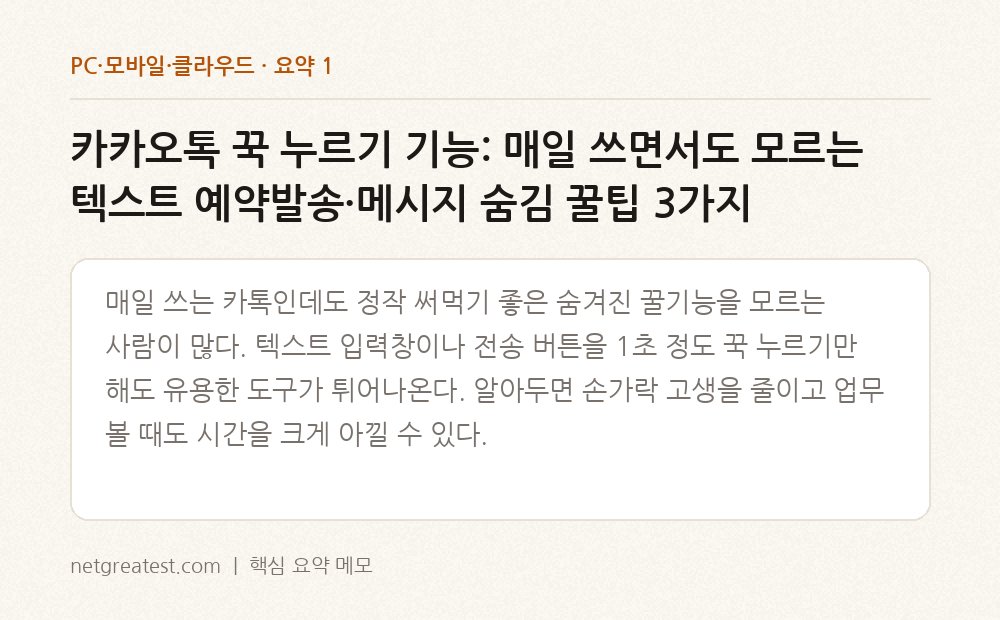 PC·모바일·클라우드 · 요약 1
카카오톡 꾹 누르기 기능: 매일 쓰면서도 모르는
텍스트 예약발송·메시지 숨김 꿀팁 3가지
매일 쓰는 카톡인데도 정작 써먹기 좋은 숨겨진 꿀기능을 모르는
사람이 많다. 텍스트 입력창이나 전송 버튼을 1초 정도 꾹 누르기만
해도 유용한 도구가 튀어나온다. 알아두면 손가락 고생을 줄이고 업무
볼 때도 시간을 크게 아낄 수 있다.
netgreatest.com | 핵심 요약 메모